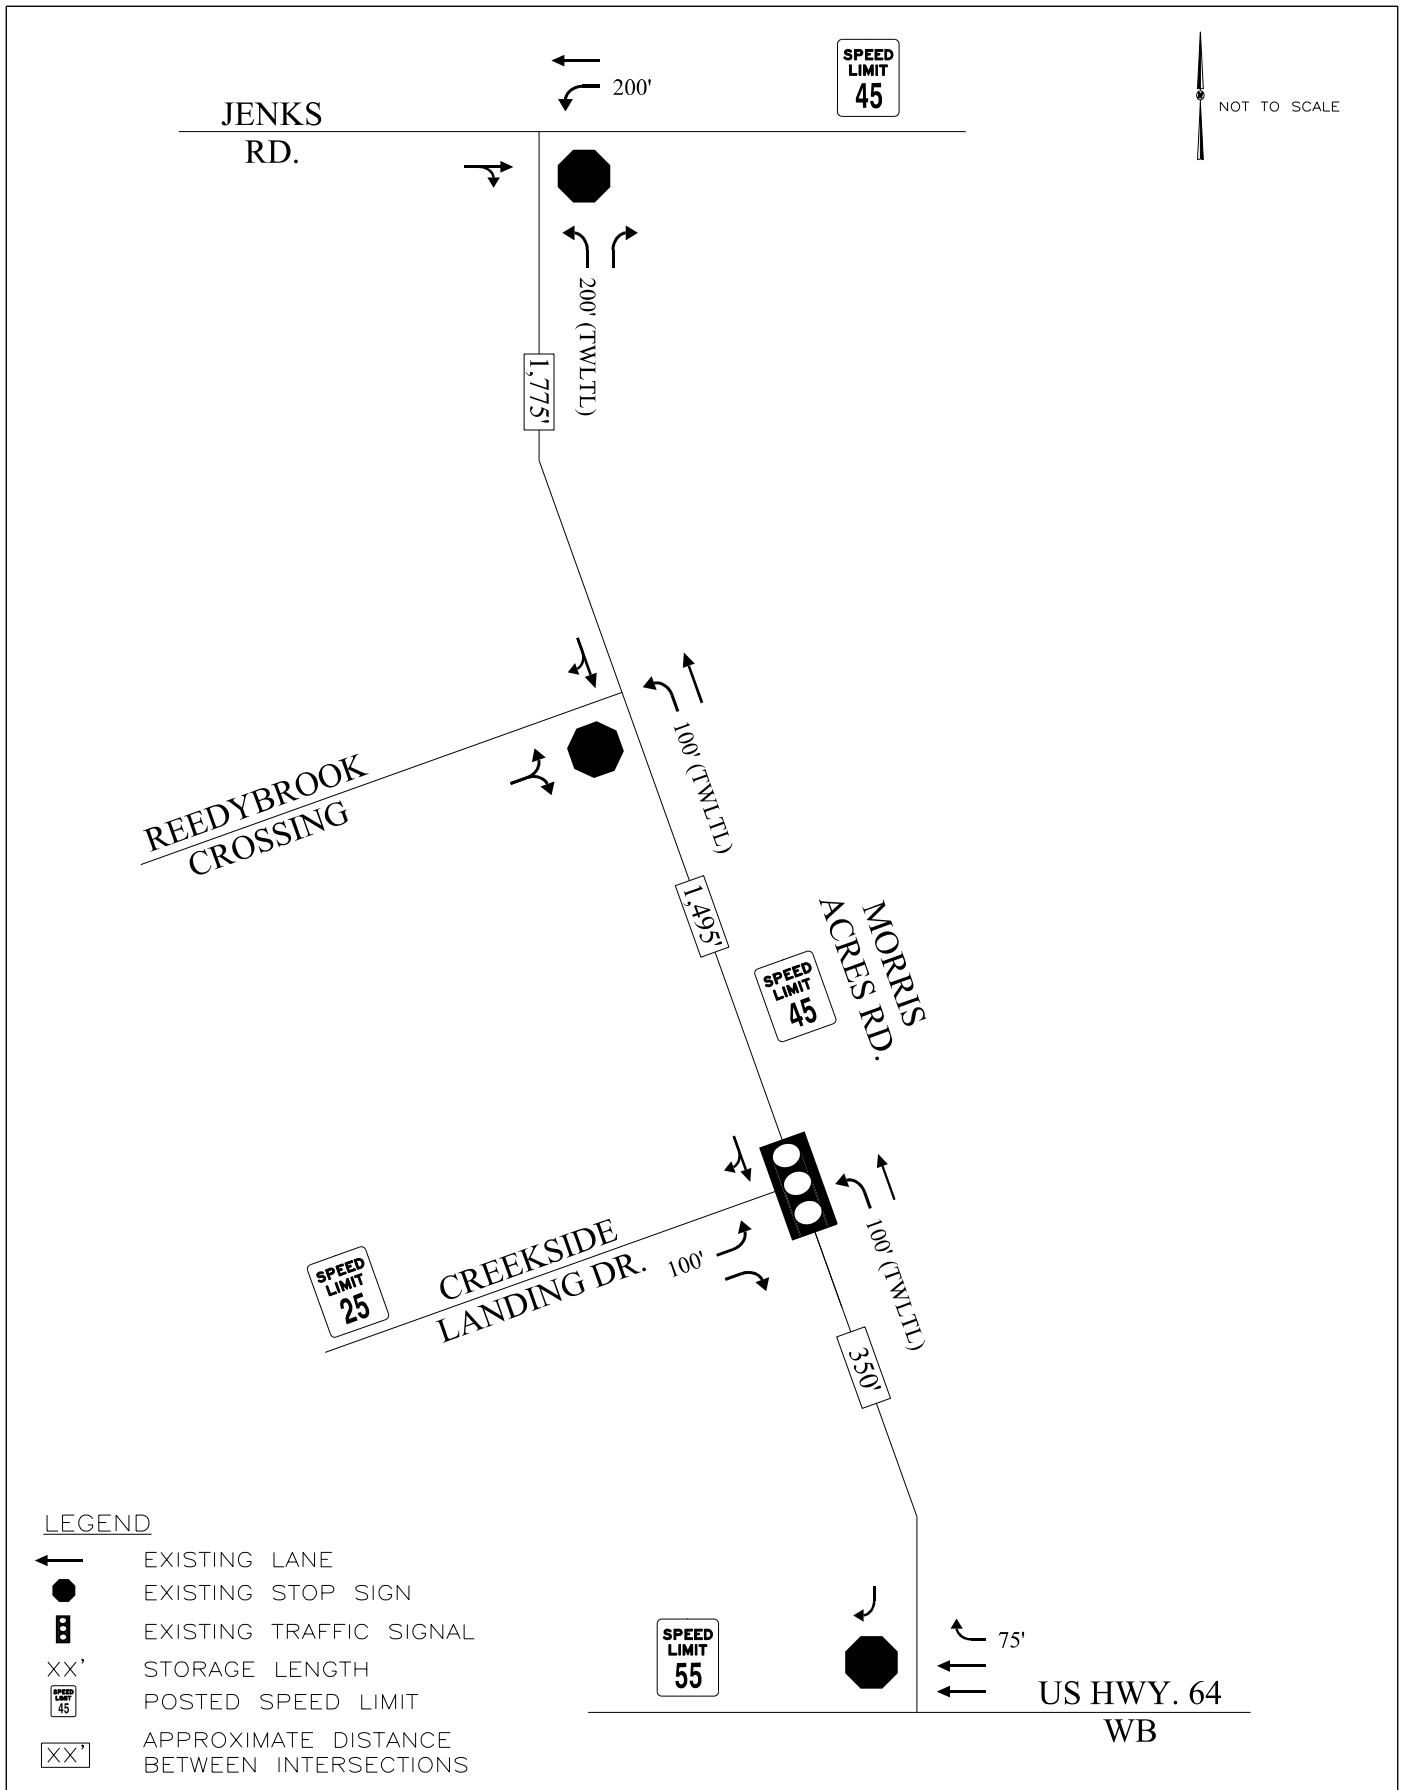 SPEED
LIMIT
45
200'
JENKS
RD.
NOT TO SCALE
200' (TWLTL)
1,775'
100' (TWLTL)
REEDYBROOK
CROSSING
1,495'
MORRIS
ACRES RD.
SPEED
LIMIT
45
CREEKSIDE
LANDING DR.
100'
100' (TWLTL)
SPEED
LIMIT
25
350'
LEGEND
EXISTING LANE
EXISTING STOP SIGN
EXISTING TRAFFIC SIGNAL
XX' STORAGE LENGTH
SPEED
LIMIT
45
POSTED SPEED LIMIT
XX' APPROXIMATE DISTANCE
BETWEEN INTERSECTIONS
SPEED
LIMIT
55
75'
US HWY. 64
WB